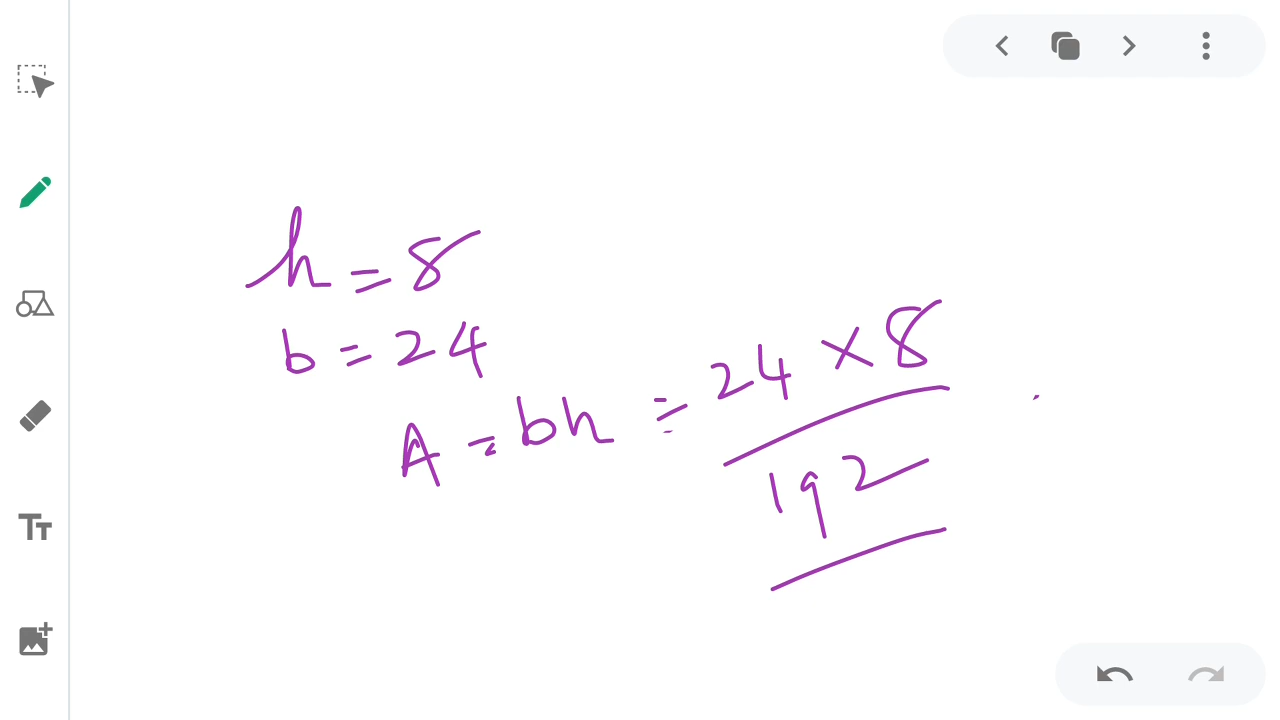 h = 8
b = 24
A = bh = 24 × 8
192